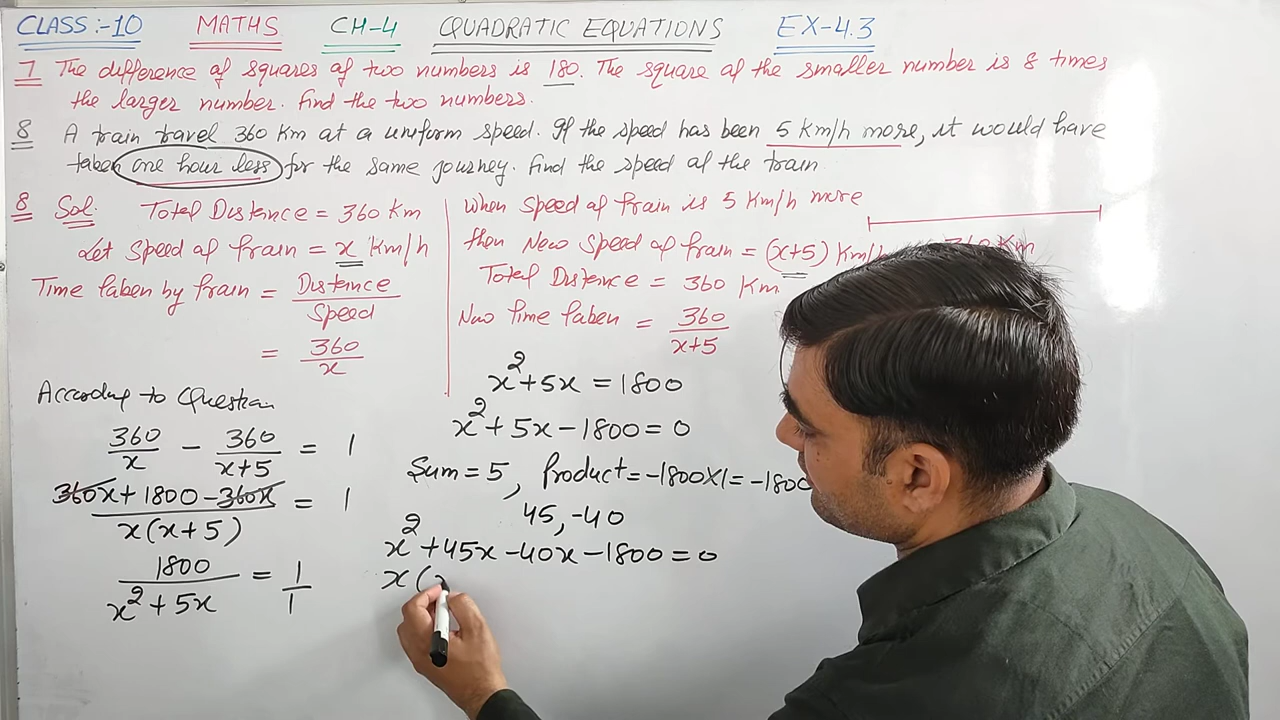 CLASS:-10 MATHS CH-4 QUADRATIC EQUATIONS EX-4.3
7 The difference of squares of two numbers is 180. The square of the smaller number is 8 times
the larger number. Find the two numbers.
8 A train travel 360 Km at a uniform speed. If the speed has been 5 Km/h more, it would have
taken one hour less for the same journey. Find the speed of the train.
8 Sol: Total Distance = 360 Km
Let Speed of train = x Km/h
Time taken by train = Distance / Speed
= 360/x
When speed of train is 5 Km/h more
then New speed of train = (x+5) Km/h
360 Km
Total Distance = 360 Km
New time taken = 360/(x+5)
According to Question
360/x - 360/(x+5) = 1
360x + 1800 - 360x / x(x+5) = 1
1800 / x²+5x = 1/1
x²+5x = 1800
x²+5x-1800=0
Sum=5, Product=-1800X1=-1800
45, -40
x²+45x-40x-1800=0
x(